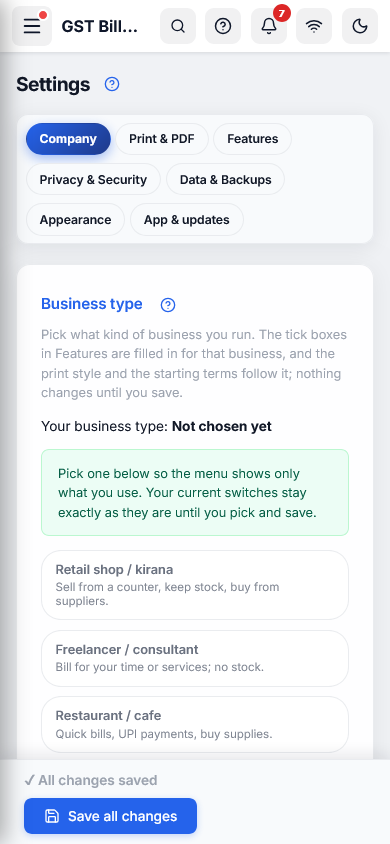 GST Bill...
7
Settings
Company
Print & PDF
Features
Privacy & Security
Data & Backups
Appearance
App & updates
Business type
Pick what kind of business you run. The tick boxes
in Features are filled in for that business, and the
print style and the starting terms follow it; nothing
changes until you save.
Your business type: Not chosen yet
Pick one below so the menu shows only
what you use. Your current switches stay
exactly as they are until you pick and save.
Retail shop / kirana
Sell from a counter, keep stock, buy from
suppliers.
Freelancer / consultant
Bill for your time or services; no stock.
Restaurant / cafe
Quick bills, UPI payments, buy supplies.
✓ All changes saved
Save all changes